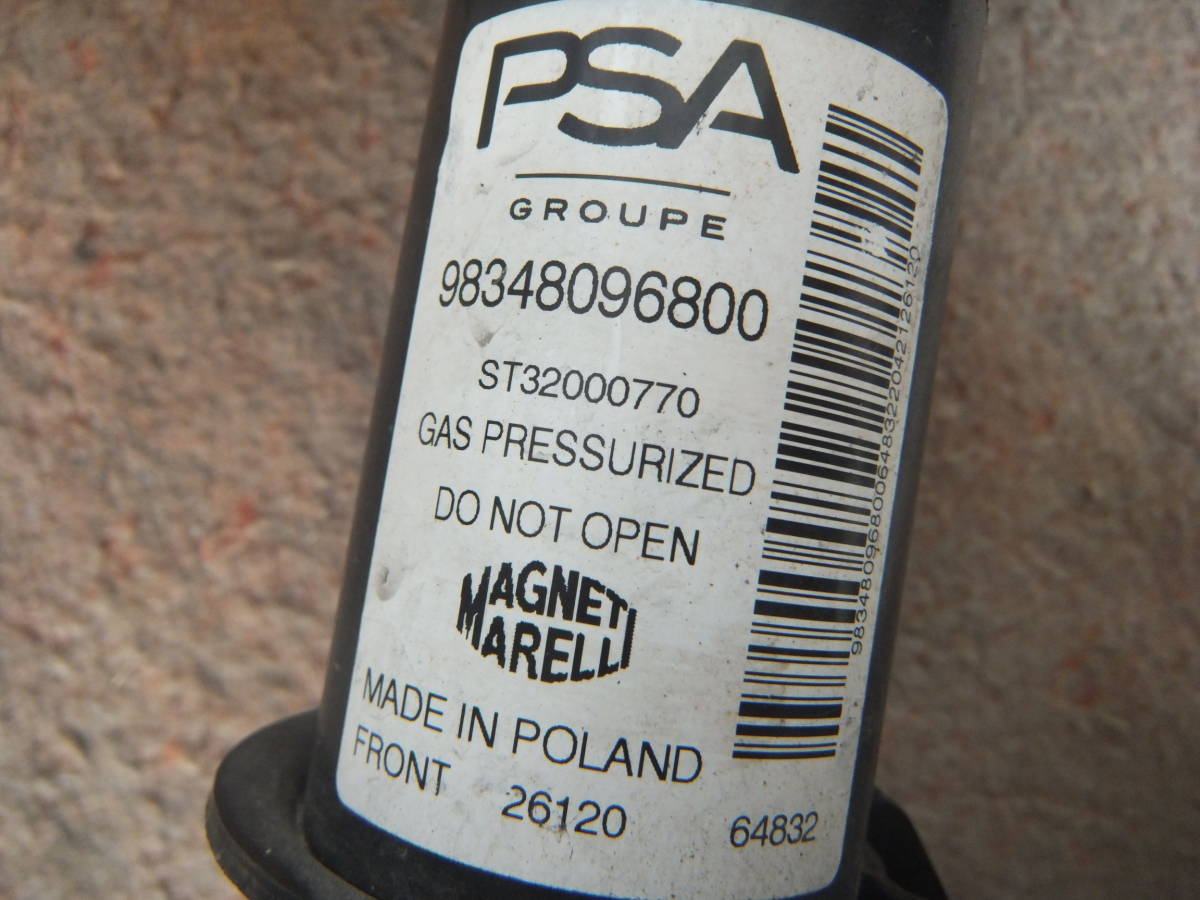 PSA
GROUPE
98348096800
ST32000770
GAS PRESSURIZED
DO NOT OPEN
MAGNETI
MARELLI
MADE IN POLAND
FRONT 26120
64832
98348096800648322042126120